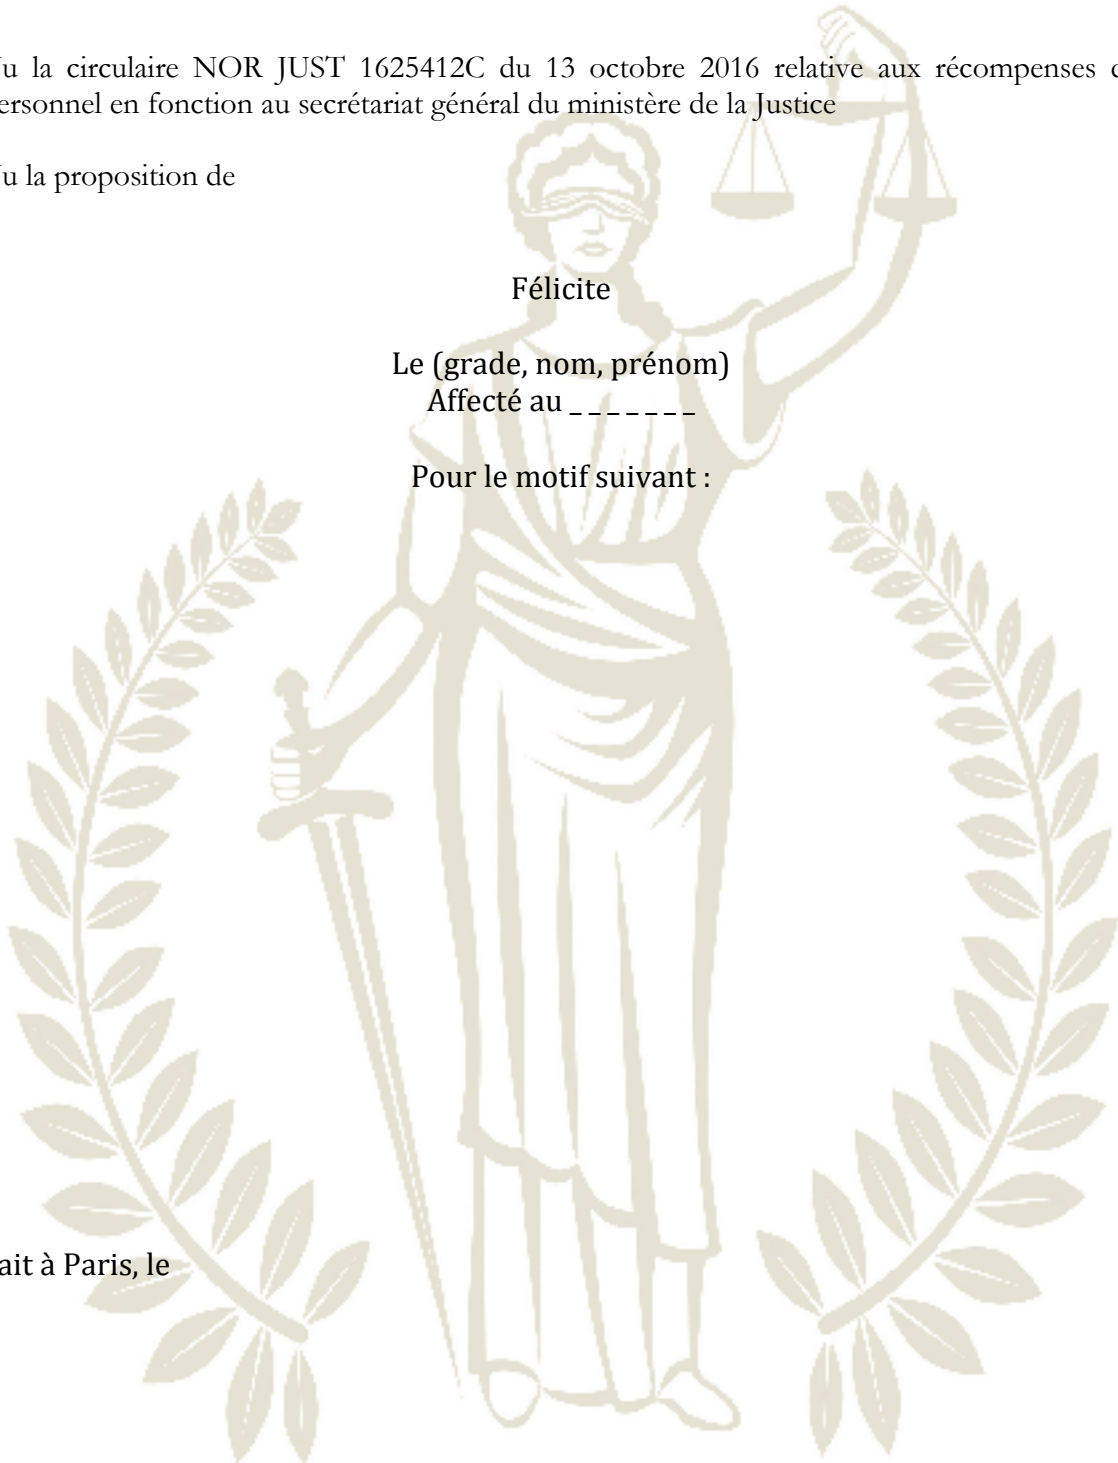 u la circulaire NOR JUST 1625412C du 13 octobre 2016 relative aux récompenses
ersonnel en fonction au secrétariat général du ministère de la Justice
u la proposition de
Félicite
Le (grade, nom, prénom)
Affecté au _ _ _ _ _ _ _
Pour le motif suivant :
ait à Paris, le